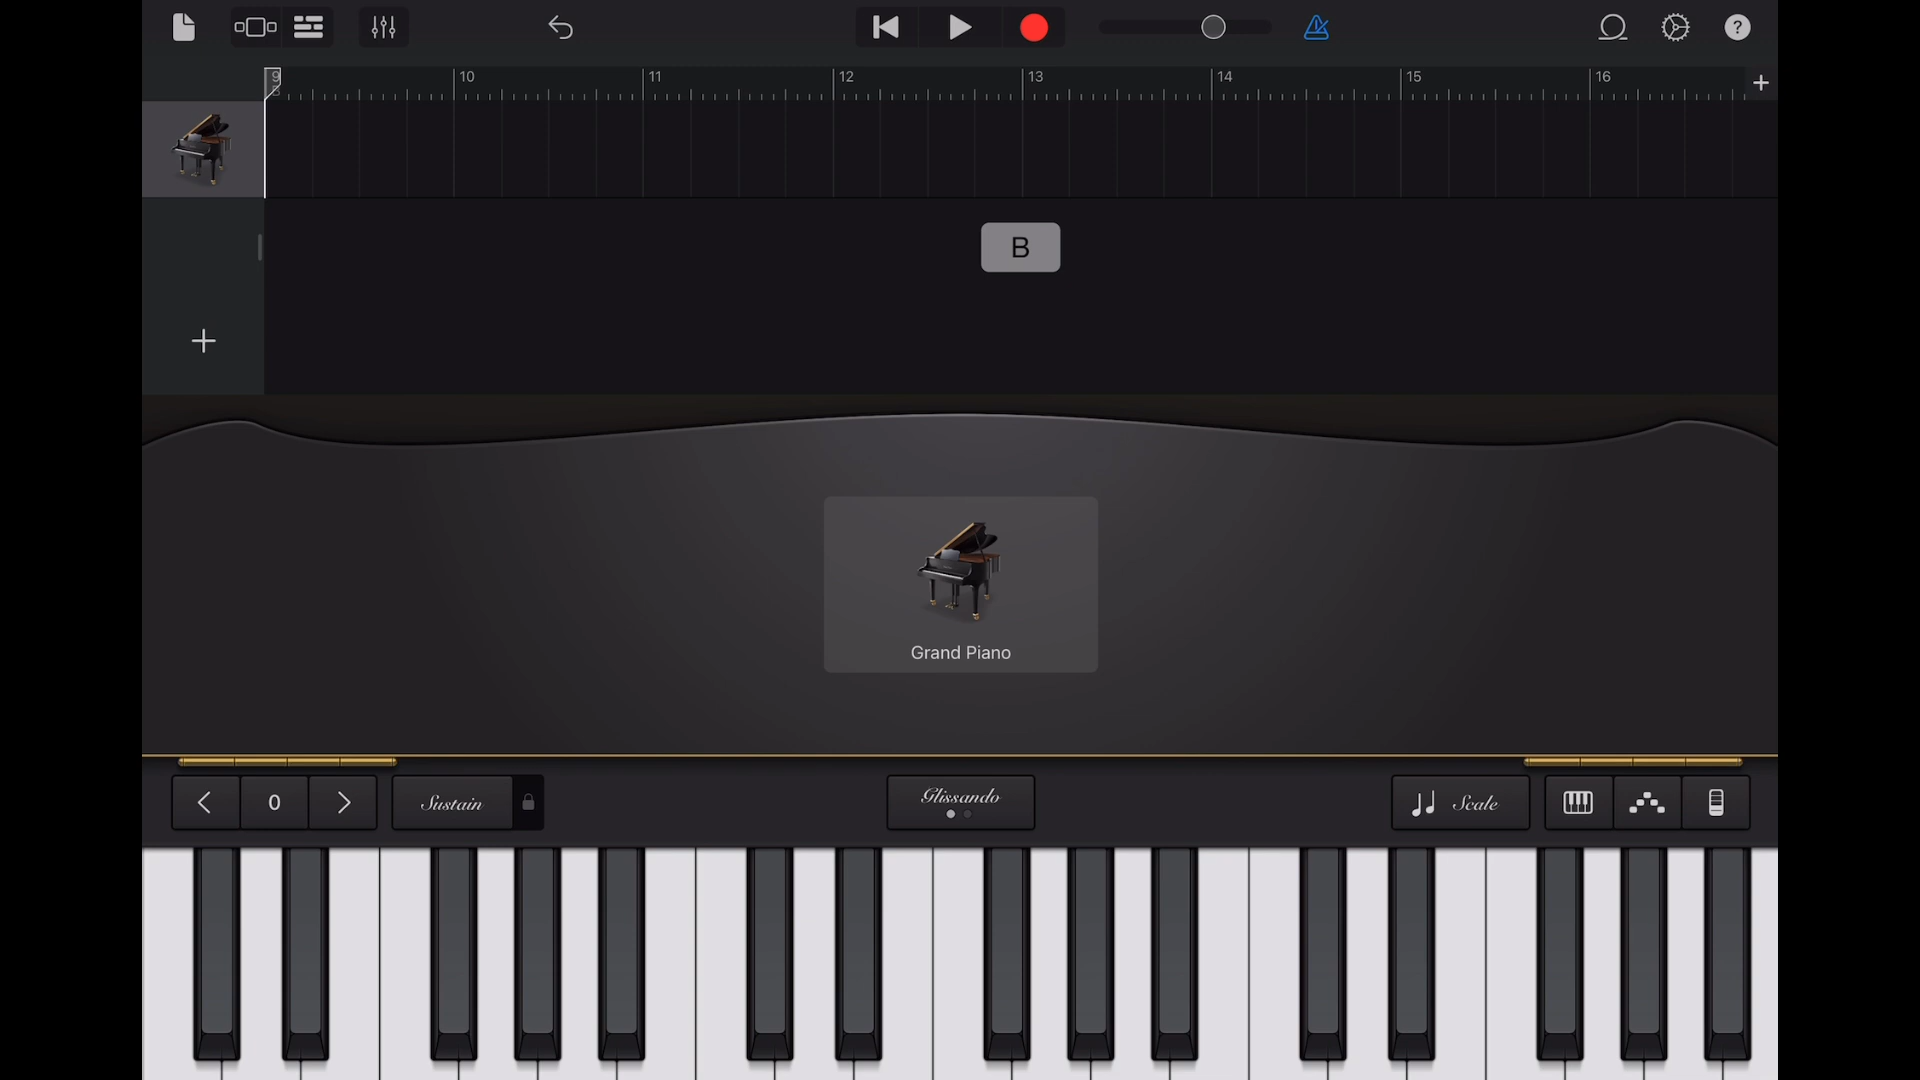 ?
9 10 11 12 13 14 15 16
B
Grand Piano
0 Sustain Glissando Scale